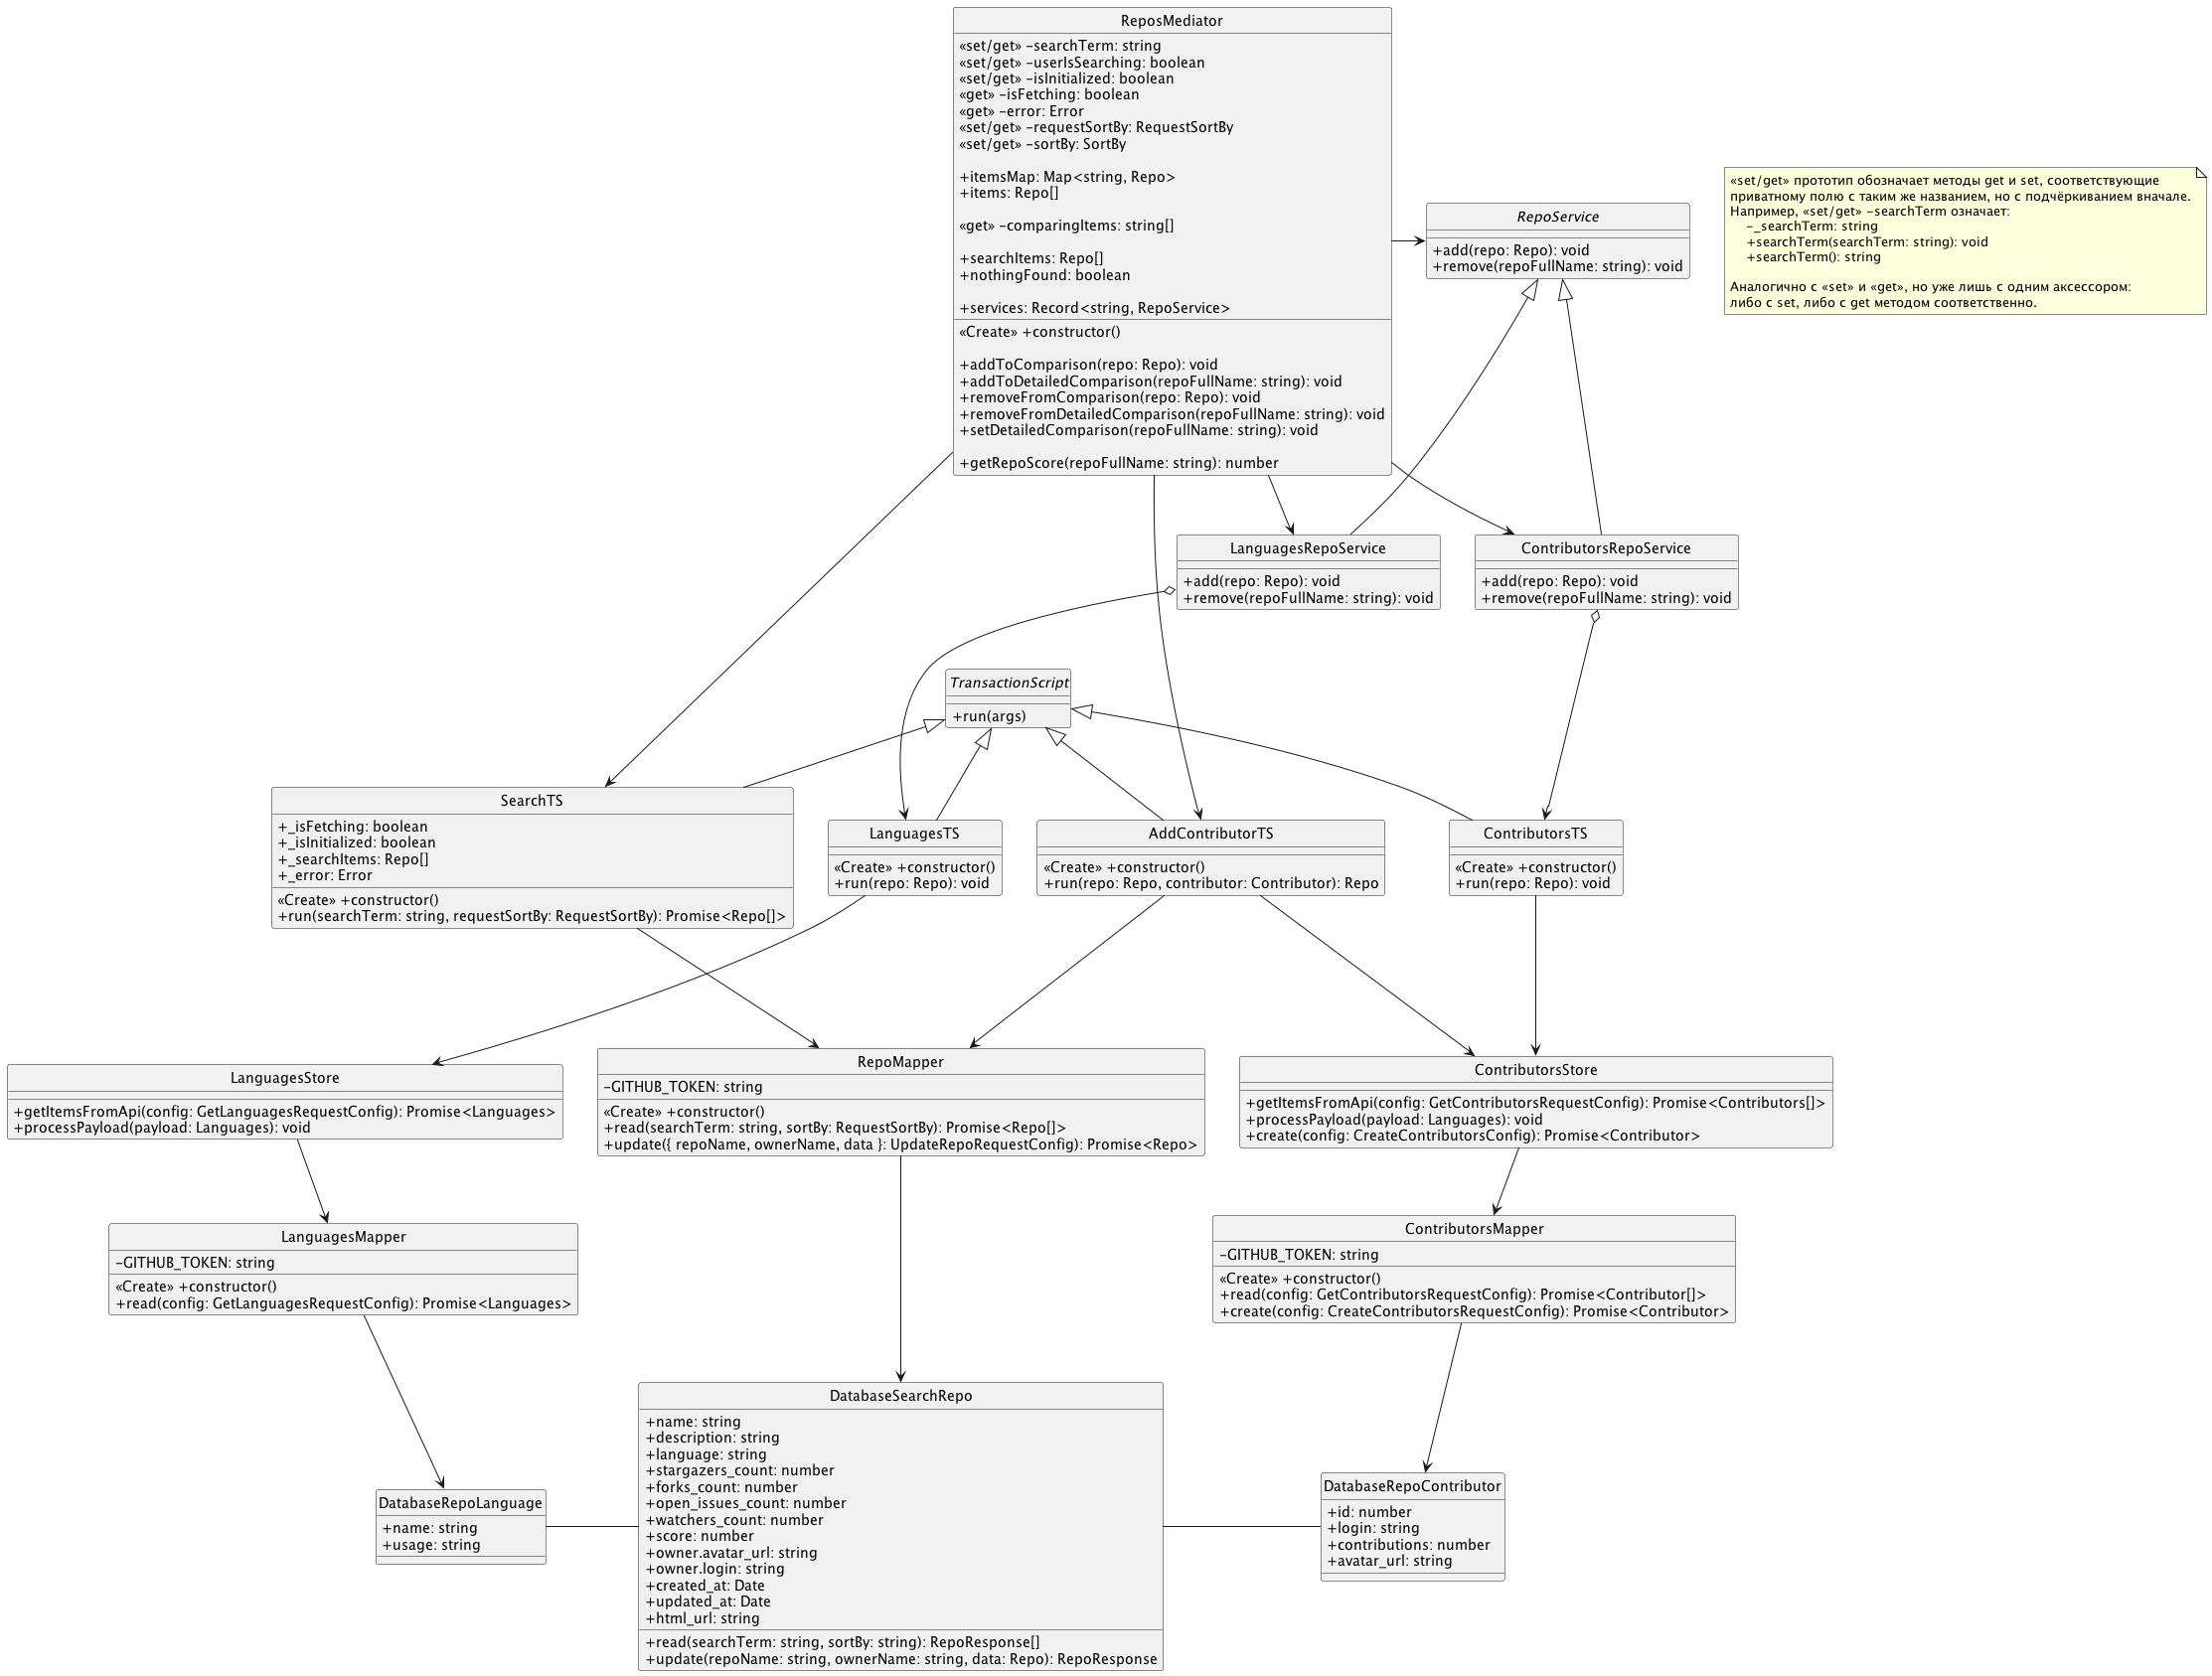 ReposMediator
«set/get» -searchTerm: string
«set/get» -userIsSearching: boolean
«set/get» -isInitialized: boolean
«get» -isFetching: boolean
«get» -error: Error
«set/get» -requestSortBy: RequestSortBy
«set/get» -sortBy: SortBy
+itemsMap: Map<string, Repo>
+items: Repo[]
«get» -comparingItems: string[]
+searchItems: Repo[]
+nothingFound: boolean
+services: Record<string, RepoService>
«Create» +constructor()
+addToComparison(repo: Repo): void
+addToDetailedComparison(repoFullName: string): void
+removeFromComparison(repo: Repo): void
+removeFromDetailedComparison(repoFullName: string): void
+setDetailedComparison(repoFullName: string): void
+getRepoScore(repoFullName: string): number
RepoService
+add(repo: Repo): void
+remove(repoFullName: string): void
«set/get» прототип обозначает методы get и set, соответствующие
приватному полю с таким же названием, но с подчёркиванием вначале.
Например, «set/get» -searchTerm означает:
-_searchTerm: string
+searchTerm(searchTerm: string): void
+searchTerm(): string
Аналогично с «set» и «get», но уже лишь с одним аксессором:
либо с set, либо с get методом соответственно.
LanguagesRepoService
+add(repo: Repo): void
+remove(repoFullName: string): void
ContributorsRepoService
+add(repo: Repo): void
+remove(repoFullName: string): void
TransactionScript
+run(args)
SearchTS
+_isFetching: boolean
+_isInitialized: boolean
+_searchItems: Repo[]
+_error: Error
«Create» +constructor()
+run(searchTerm: string, requestSortBy: RequestSortBy): Promise<Repo[]>
LanguagesTS
«Create» +constructor()
+run(repo: Repo): void
AddContributorTS
«Create» +constructor()
+run(repo: Repo, contributor: Contributor): Repo
ContributorsTS
«Create» +constructor()
+run(repo: Repo): void
LanguagesStore
+getItemsFromApi(config: GetLanguagesRequestConfig): Promise<Languages>
+processPayload(payload: Languages): void
RepoMapper
-GITHUB_TOKEN: string
«Create» +constructor()
+read(searchTerm: string, sortBy: RequestSortBy): Promise<Repo[]>
+update({ repoName, ownerName, data }: UpdateRepoRequestConfig): Promise<Repo>
ContributorsStore
+getItemsFromApi(config: GetContributorsRequestConfig): Promise<Contributors[]>
+processPayload(payload: Languages): void
+create(config: CreateContributorsConfig): Promise<Contributor>
LanguagesMapper
-GITHUB_TOKEN: string
«Create» +constructor()
+read(config: GetLanguagesRequestConfig): Promise<Languages>
ContributorsMapper
-GITHUB_TOKEN: string
«Create» +constructor()
+read(config: GetContributorsRequestConfig): Promise<Contributor[]>
+create(config: CreateContributorsRequestConfig): Promise<Contributor>
DatabaseRepoLanguage
+name: string
+usage: string
DatabaseSearchRepo
+name: string
+description: string
+language: string
+stargazers_count: number
+forks_count: number
+open_issues_count: number
+watchers_count: number
+score: number
+owner.avatar_url: string
+owner.login: string
+created_at: Date
+updated_at: Date
+html_url: string
+read(searchTerm: string, sortBy: string): RepoResponse[]
+update(repoName: string, ownerName: string, data: Repo): RepoResponse
DatabaseRepoContributor
+id: number
+login: string
+contributions: number
+avatar_url: string